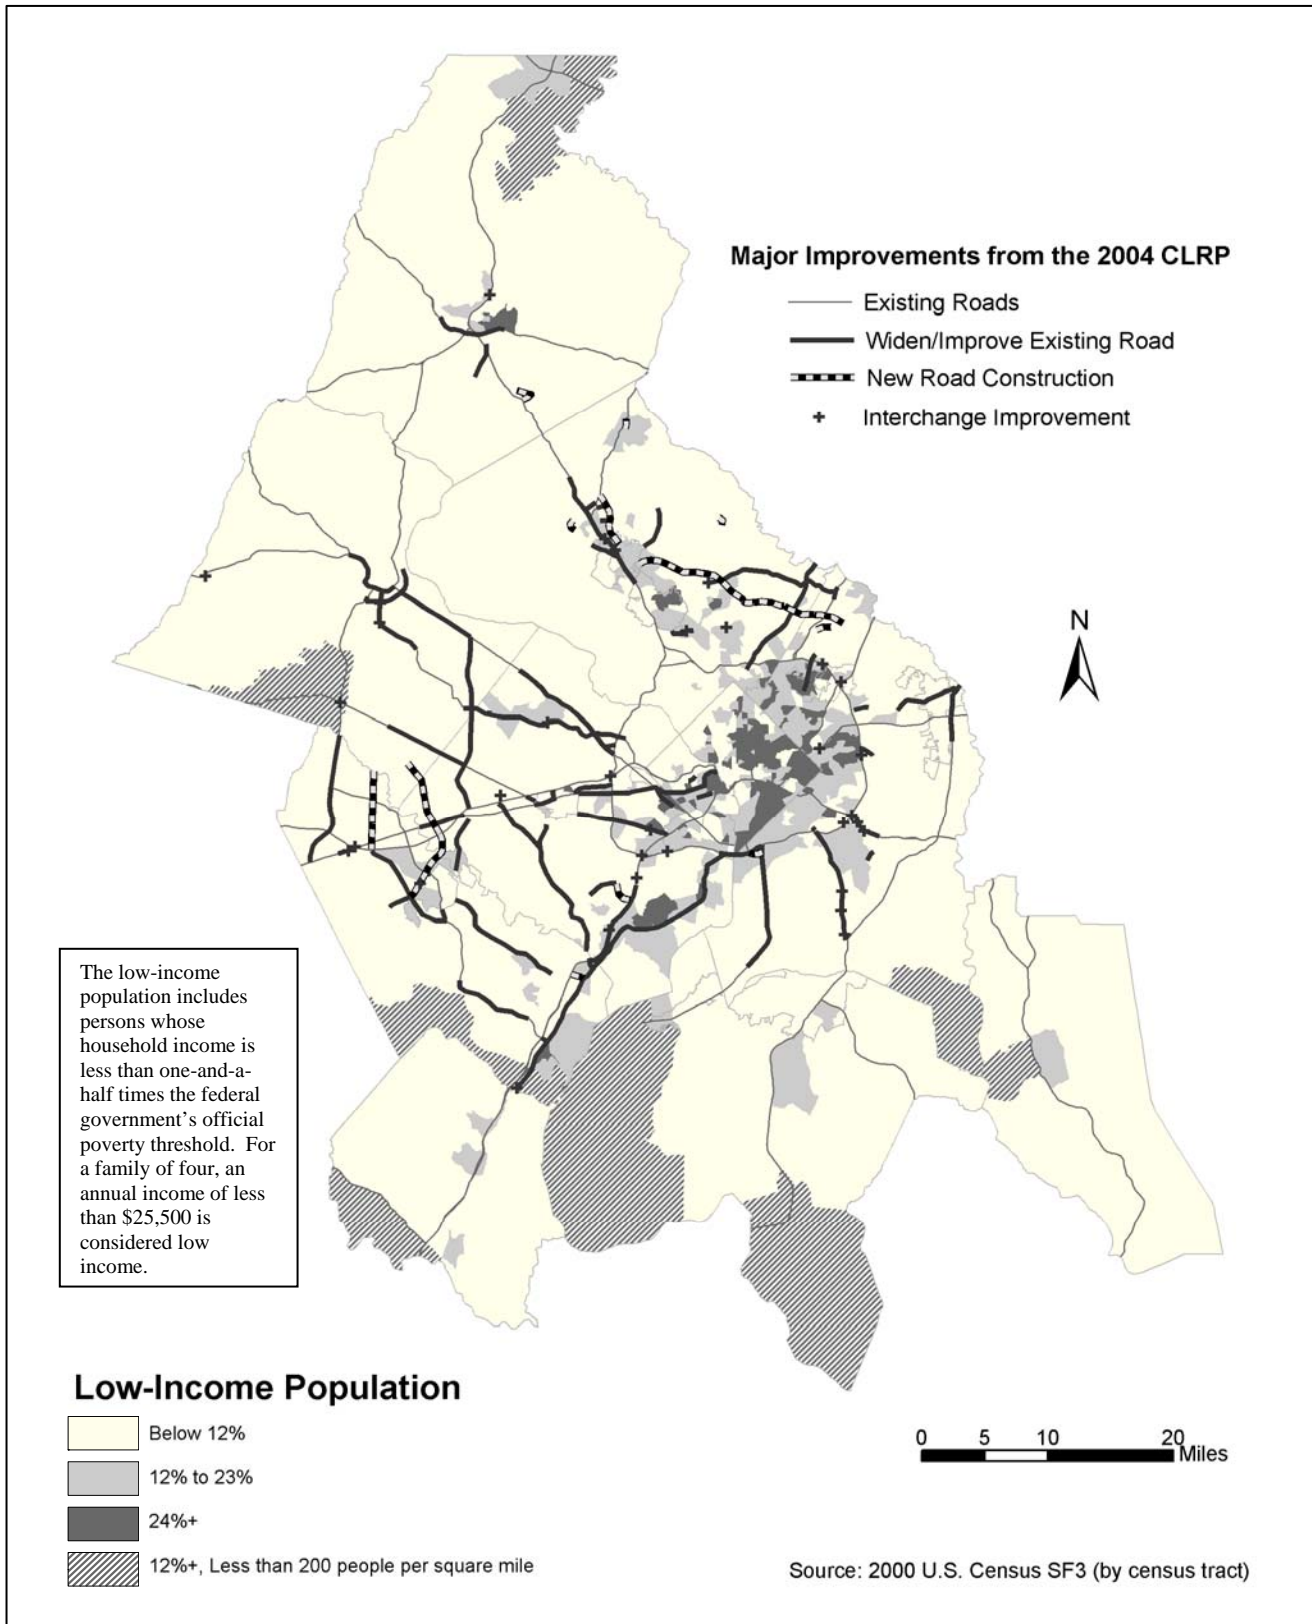 Major Improvements from the 2004 CLRP
Existing Roads
Widen/Improve Existing Road
New Road Construction
Interchange Improvement
N
The low-income
population includes
persons whose
household income is
less than one-and-a-
half times the federal
government's official
poverty threshold.  For
a family of four, an
annual income of less
than $25,500 is
considered low
income.
Low-Income Population
Below 12%
12% to 23%
24%+
12%+, Less than 200 people per square mile
0 5 10 20
Miles
Source: 2000 U.S. Census SF3 (by census tract)